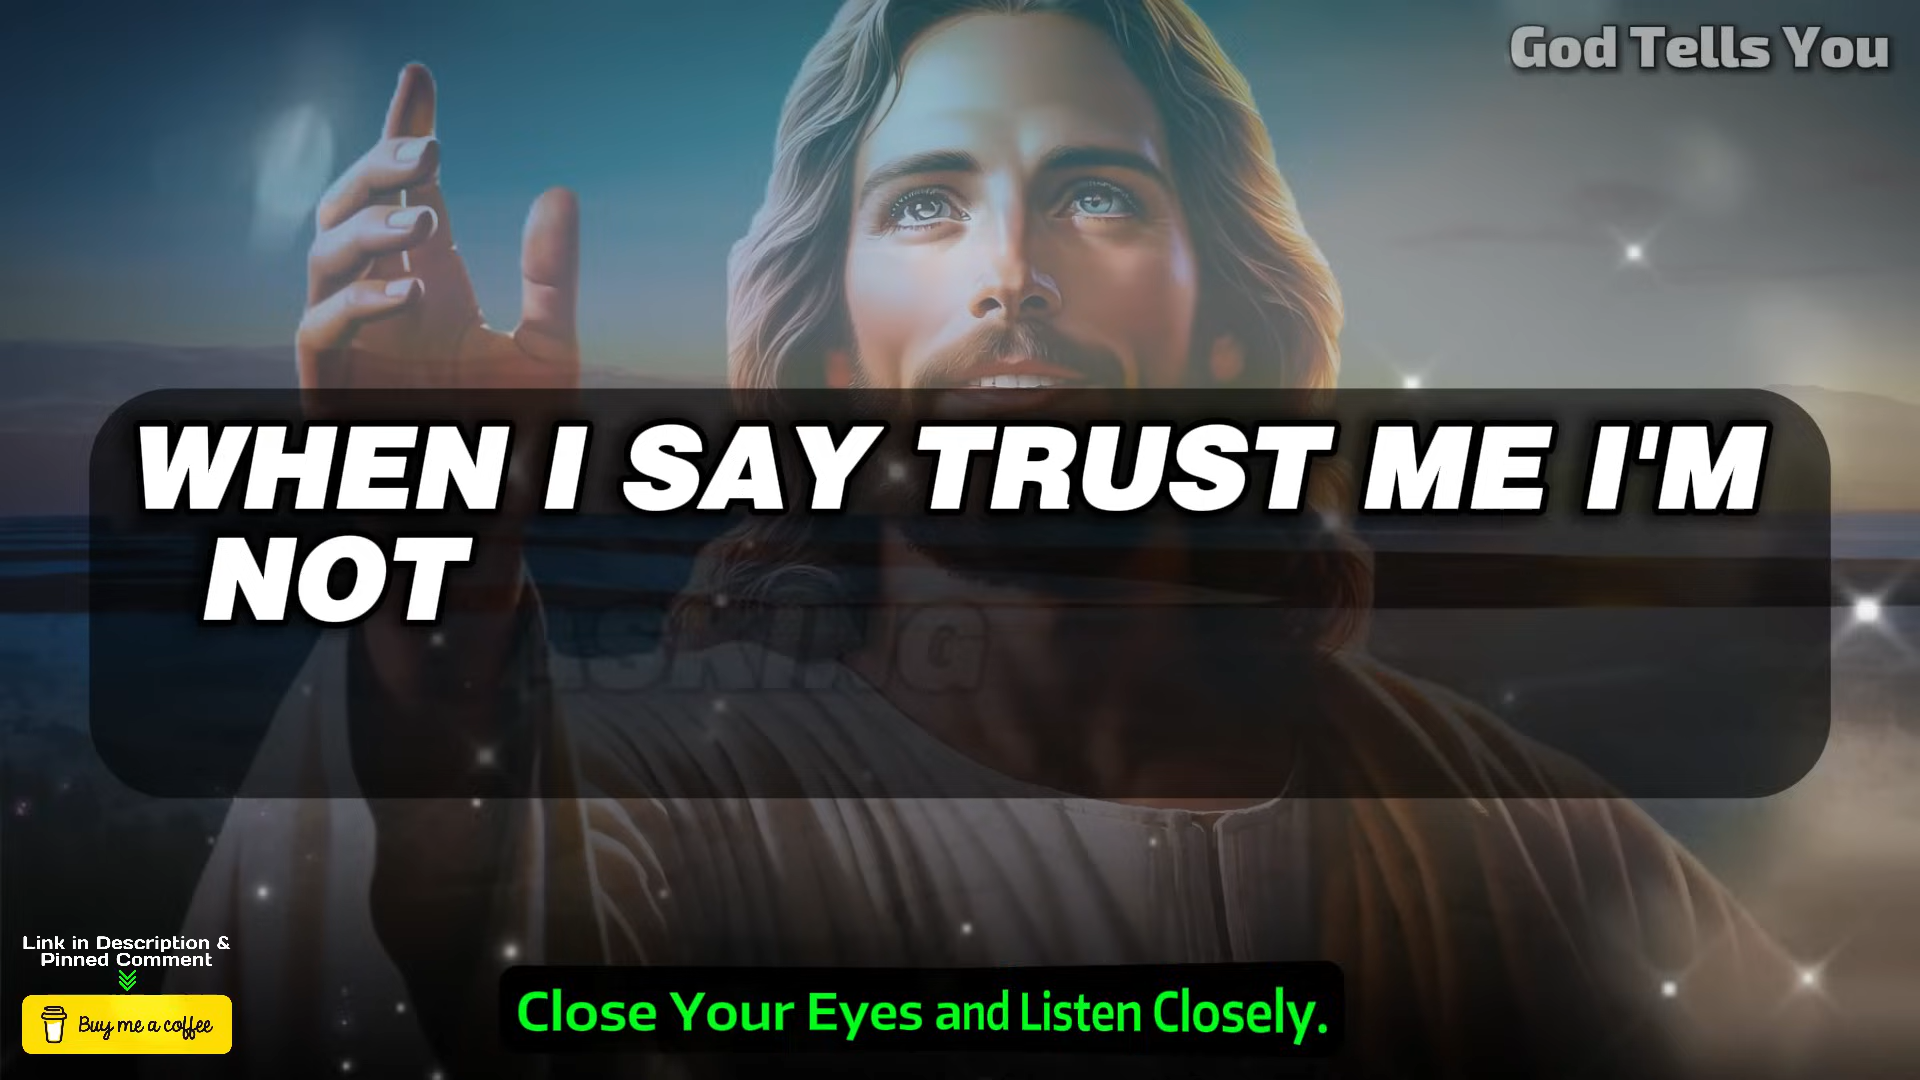 God Tells You
WHEN I SAY TRUST ME I'M
NOT
ASKING
Link in Description &
Pinned Comment
Buy me a coffee
Close Your Eyes and Listen Closely.